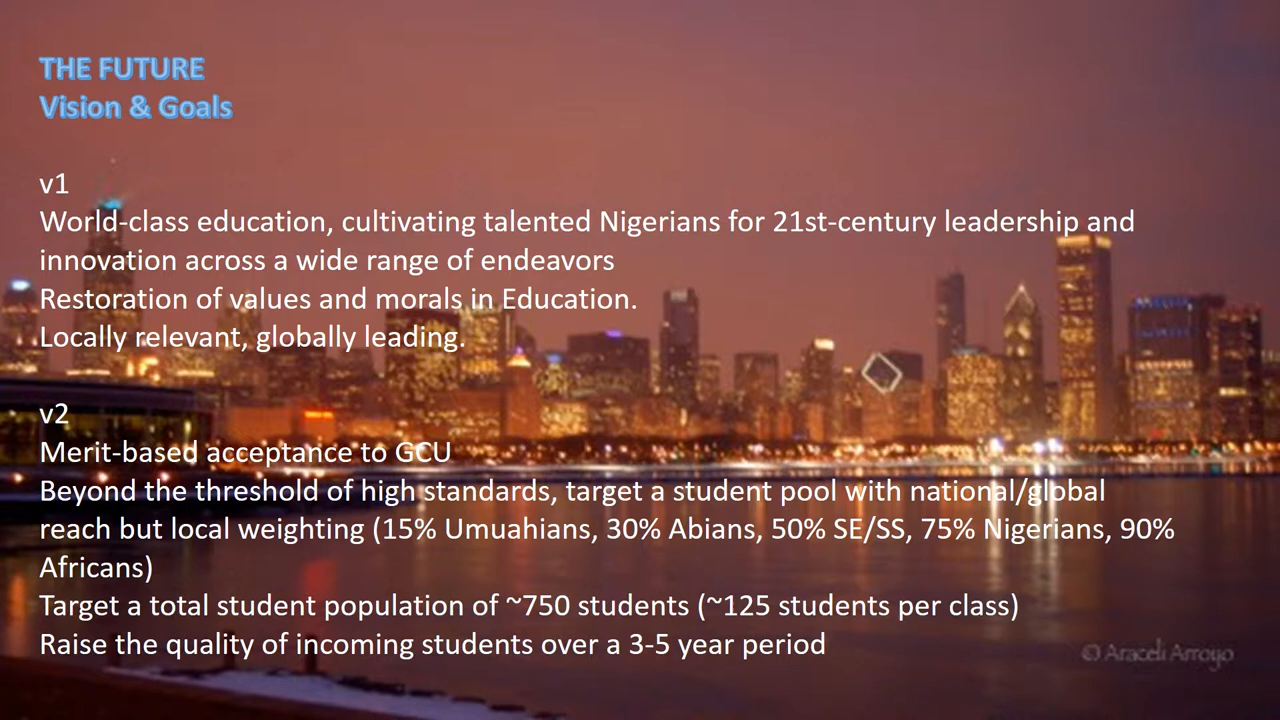 THE FUTURE
Vision & Goals
v1
World-class education, cultivating talented Nigerians for 21st-century leadership and
innovation across a wide range of endeavors
Restoration of values and morals in Education.
Locally relevant, globally leading.
v2
Merit-based acceptance to GCU
Beyond the threshold of high standards, target a student pool with national/global
reach but local weighting (15% Umuahians, 30% Abians, 50% SE/SS, 75% Nigerians, 90%
Africans)
Target a total student population of ~750 students (~125 students per class)
Raise the quality of incoming students over a 3-5 year period
© Araceli Arroyo